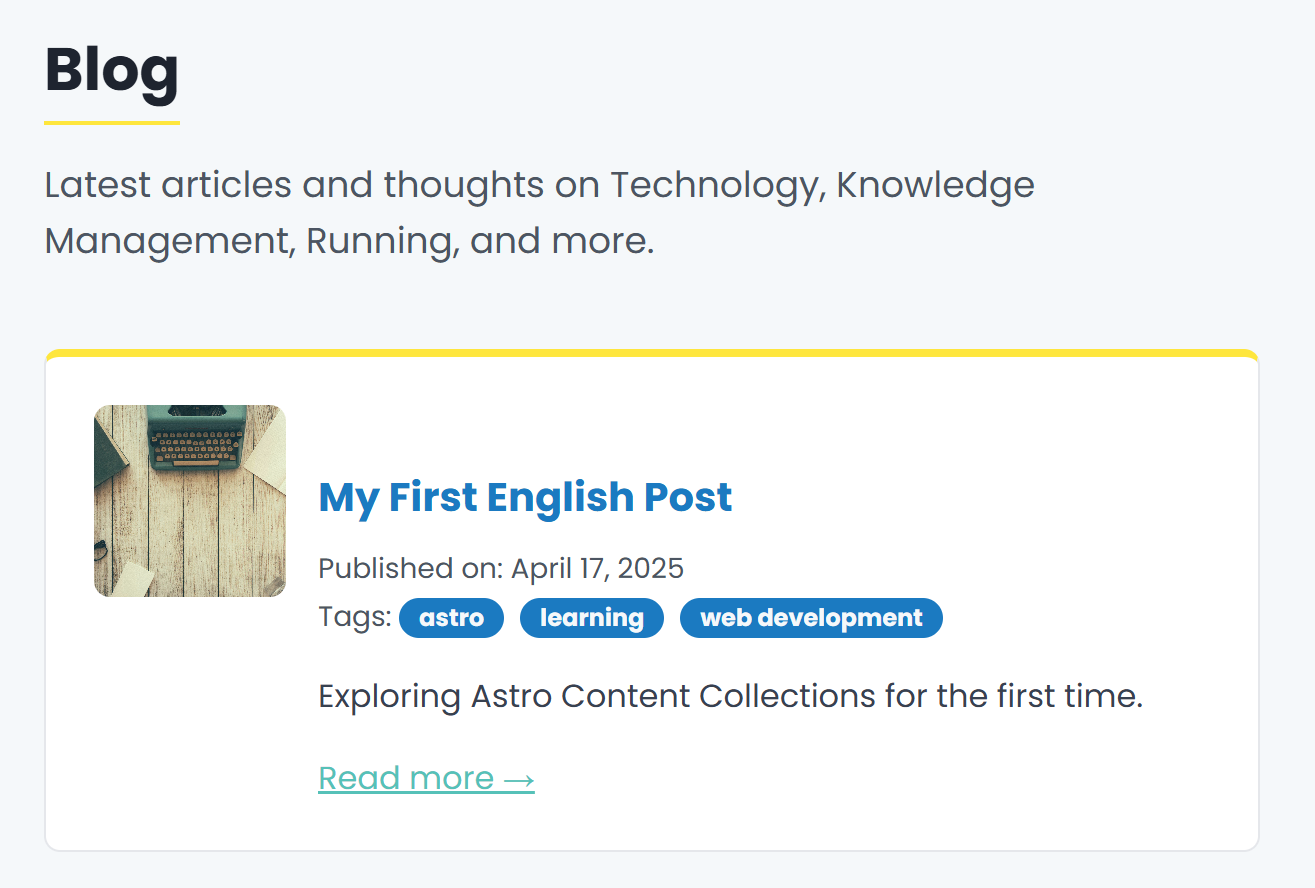 Blog
Latest articles and thoughts on Technology, Knowledge
Management, Running, and more.
My First English Post
Published on: April 17, 2025
Tags: astro learning web development
Exploring Astro Content Collections for the first time.
Read more →